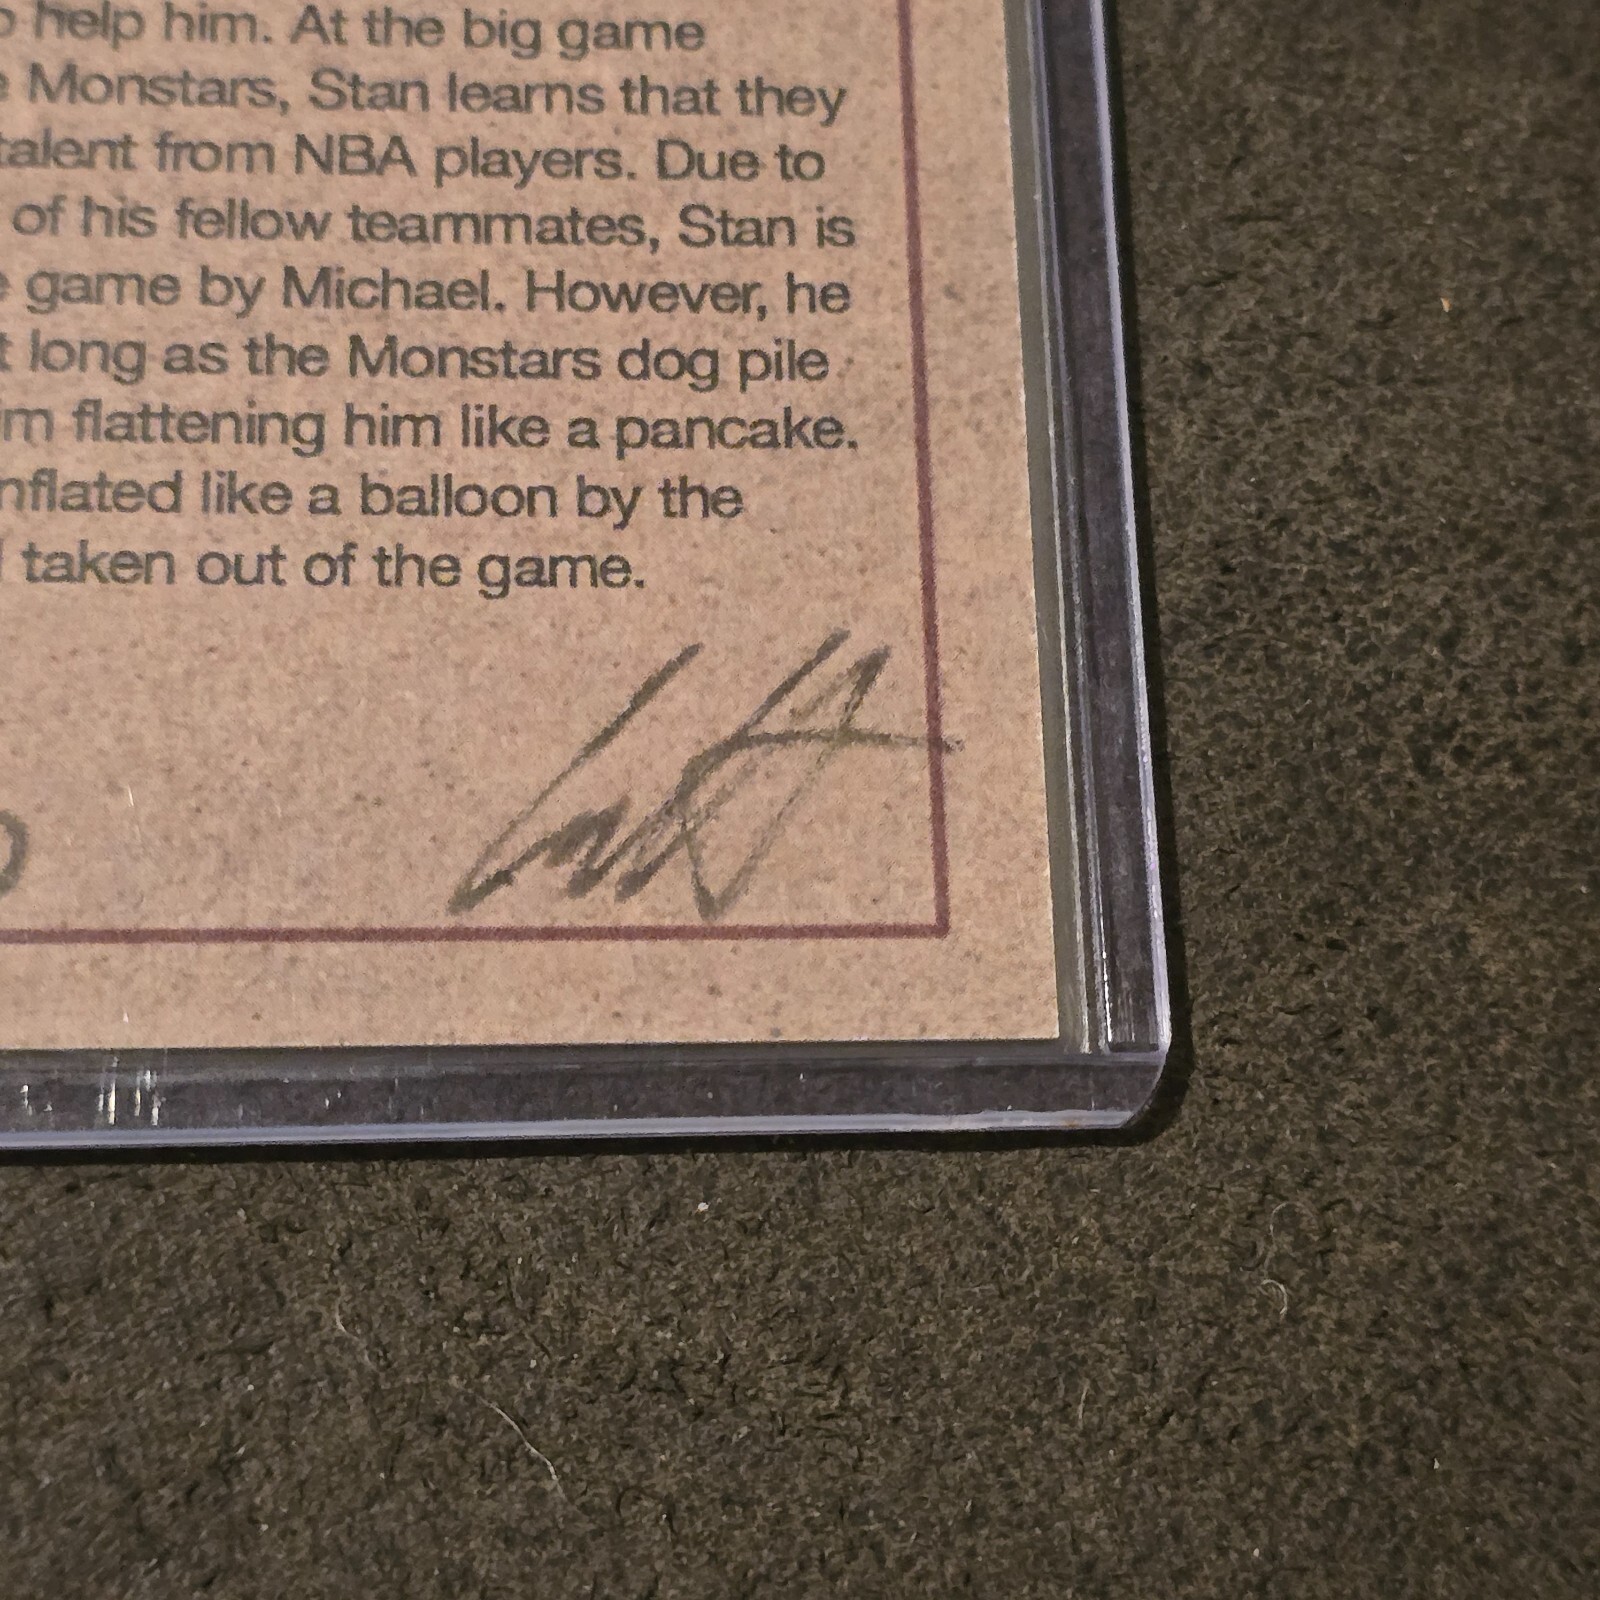 help him. At the big game
Monstars, Stan learns that they
talent from NBA players. Due to
of his fellow teammates, Stan is
game by Michael. However, he
long as the Monstars dog pile
flattening him like a pancake.
nflated like a balloon by the
taken out of the game.